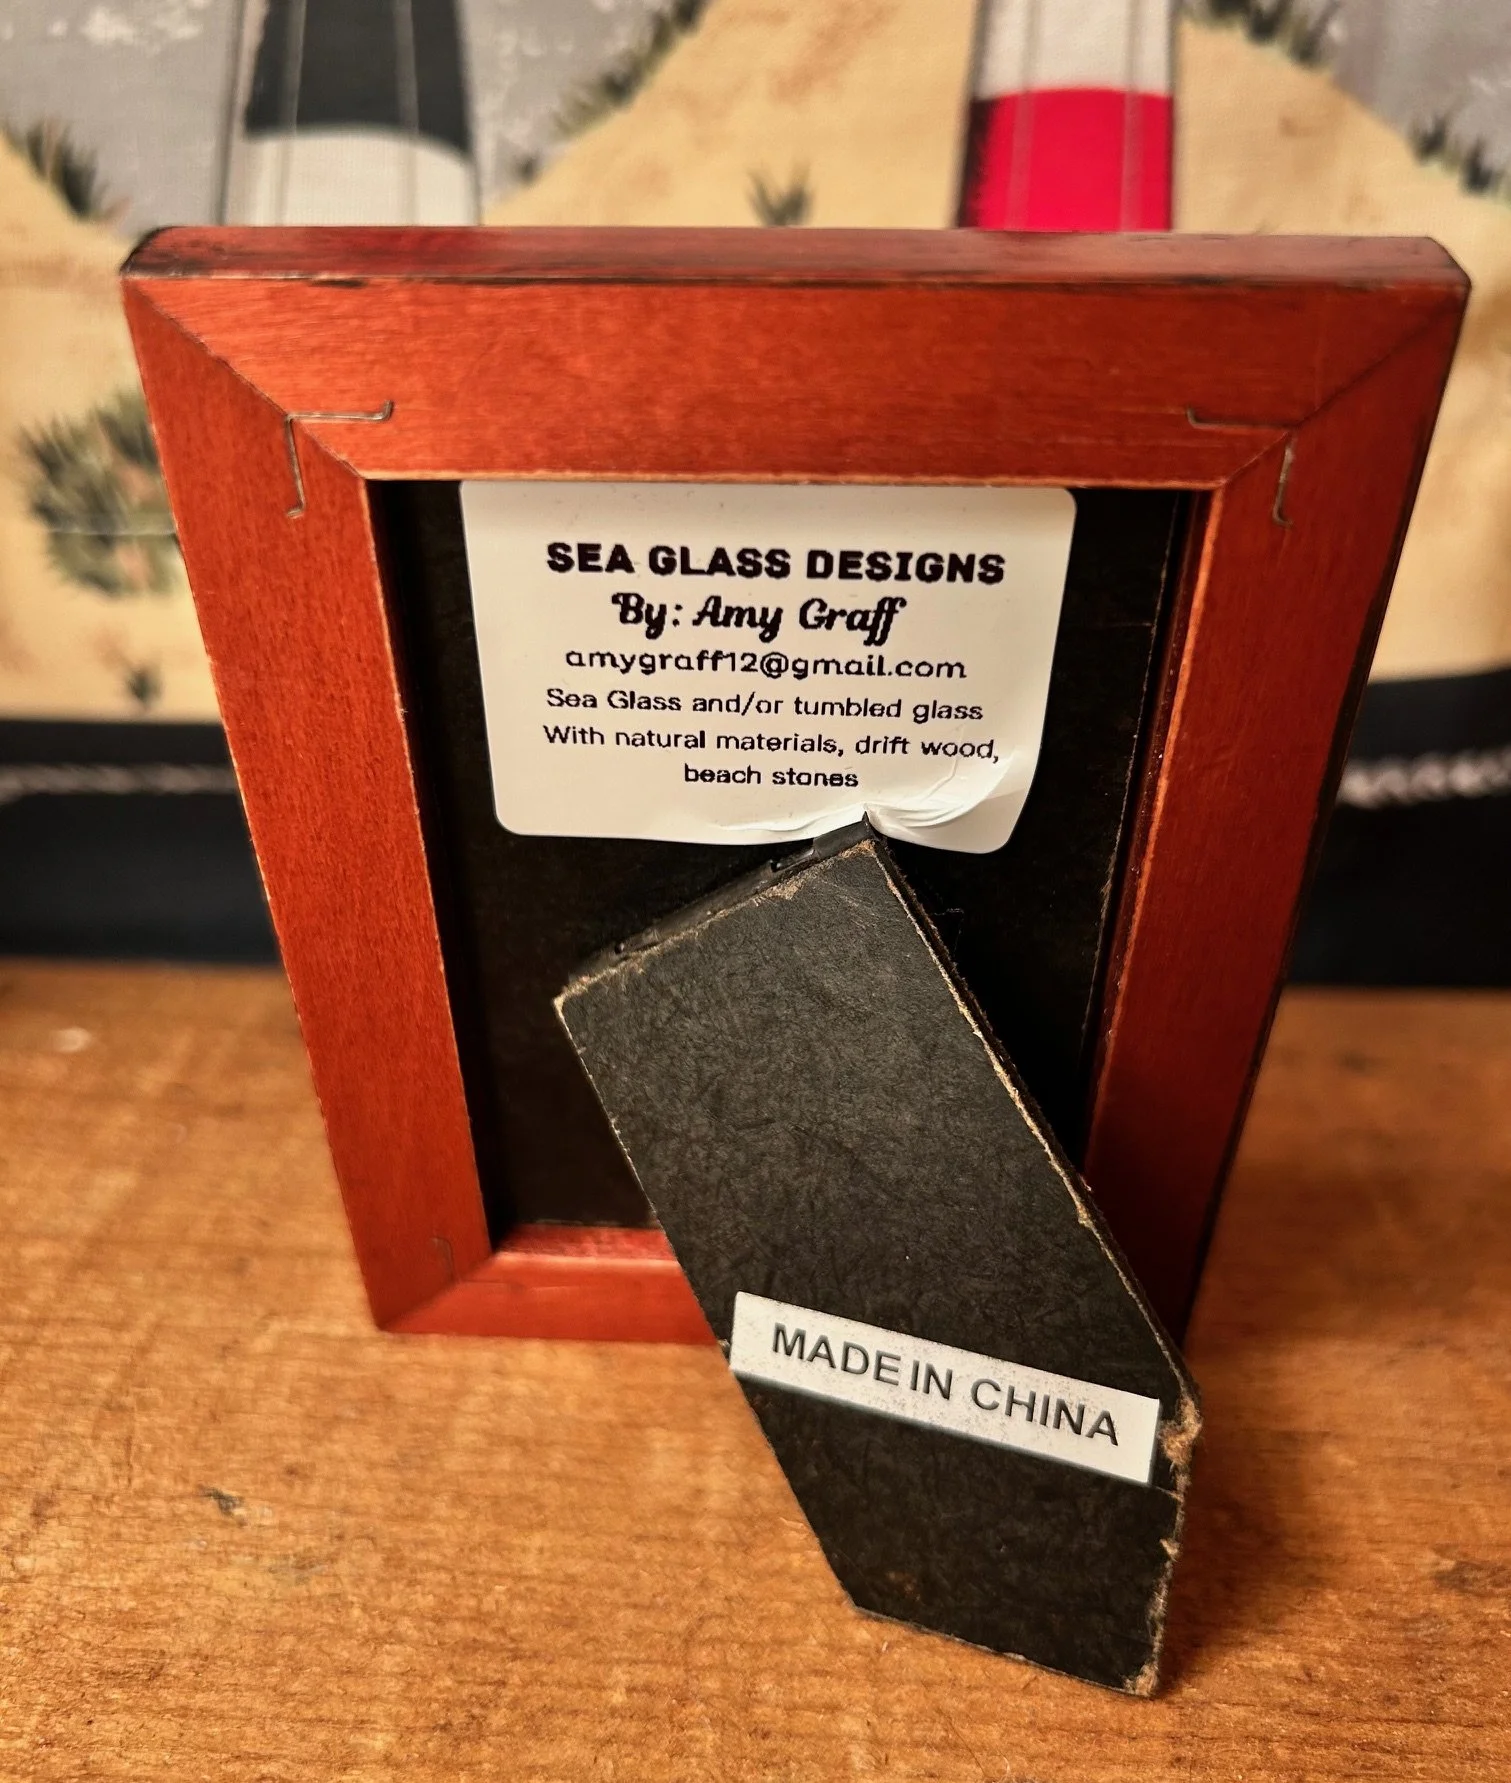 SEA GLASS DESIGNS
By: Amy Graff
amygraff12@gmail.com
Sea Glass and/or tumbled glass
With natural materials, drift wood,
beach stones
MADE IN CHINA